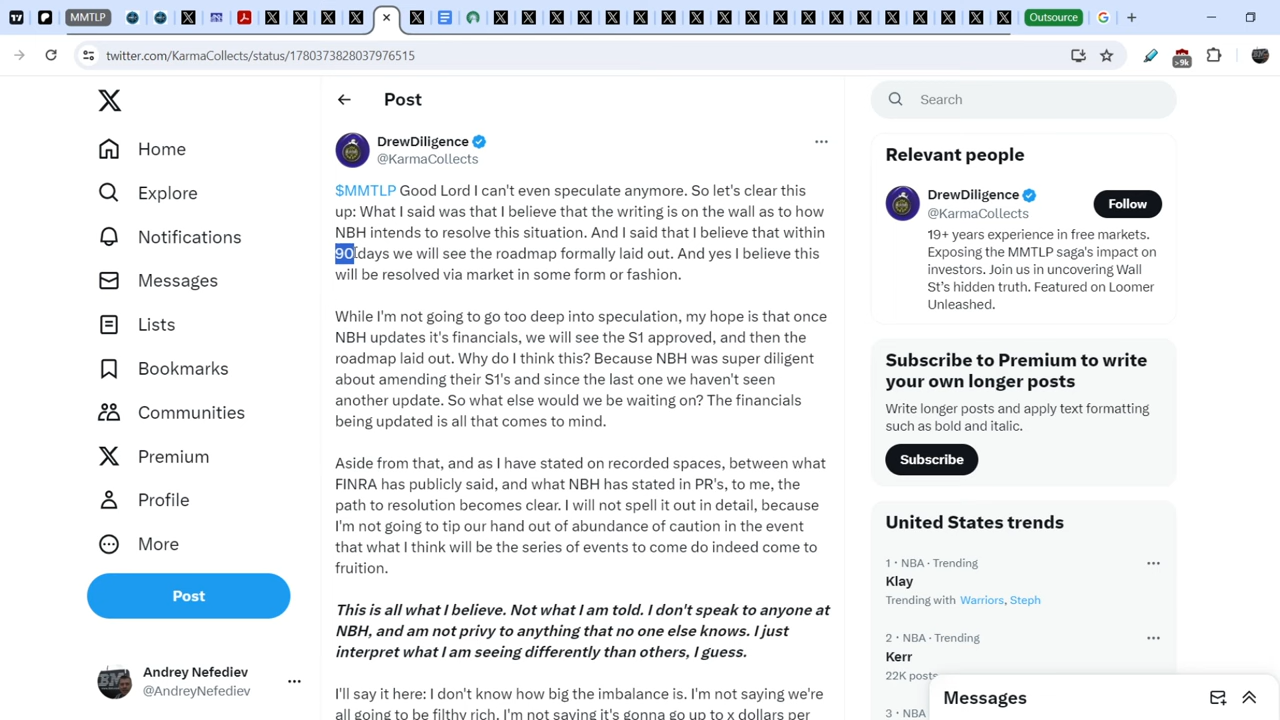 MMTLP
Outsource
twitter.com/KarmaCollects/status/1780373828037976515
>9k
Home
Explore
Notifications
Messages
Lists
Bookmarks
Communities
Premium
Profile
More
Post
Andrey Nefediev
@AndreyNefediev
Post
DrewDiligence
@KarmaCollects
$MMTLP Good Lord I can't even speculate anymore. So let's clear this
up: What I said was that I believe that the writing is on the wall as to how
NBH intends to resolve this situation. And I said that I believe that within
90 days we will see the roadmap formally laid out. And yes I believe this
will be resolved via market in some form or fashion.
While I'm not going to go too deep into speculation, my hope is that once
NBH updates it's financials, we will see the S1 approved, and then the
roadmap laid out. Why do I think this? Because NBH was super diligent
about amending their S1's and since the last one we haven't seen
another update. So what else would we be waiting on? The financials
being updated is all that comes to mind.
Aside from that, and as I have stated on recorded spaces, between what
FINRA has publicly said, and what NBH has stated in PR's, to me, the
path to resolution becomes clear. I will not spell it out in detail, because
I'm not going to tip our hand out of abundance of caution in the event
that what I think will be the series of events to come do indeed come to
fruition.
This is all what I believe. Not what I am told. I don't speak to anyone at
NBH, and am not privy to anything that no one else knows. I just
interpret what I am seeing differently than others, I guess.
I'll say it here: I don't know how big the imbalance is. I'm not saying we're
all going to be filthy rich. I'm not saying it's gonna go up to x dollars per
Search
Relevant people
DrewDiligence
@KarmaCollects
Follow
19+ years experience in free markets.
Exposing the MMTLP saga's impact on
investors. Join us in uncovering Wall
St's hidden truth. Featured on Loomer
Unleashed.
Subscribe to Premium to write
your own longer posts
Write longer posts and apply text formatting
such as bold and italic.
Subscribe
United States trends
1 · NBA · Trending
Klay
Trending with Warriors, Steph
2 · NBA · Trending
Kerr
22K posts
3 · NBA
Messages